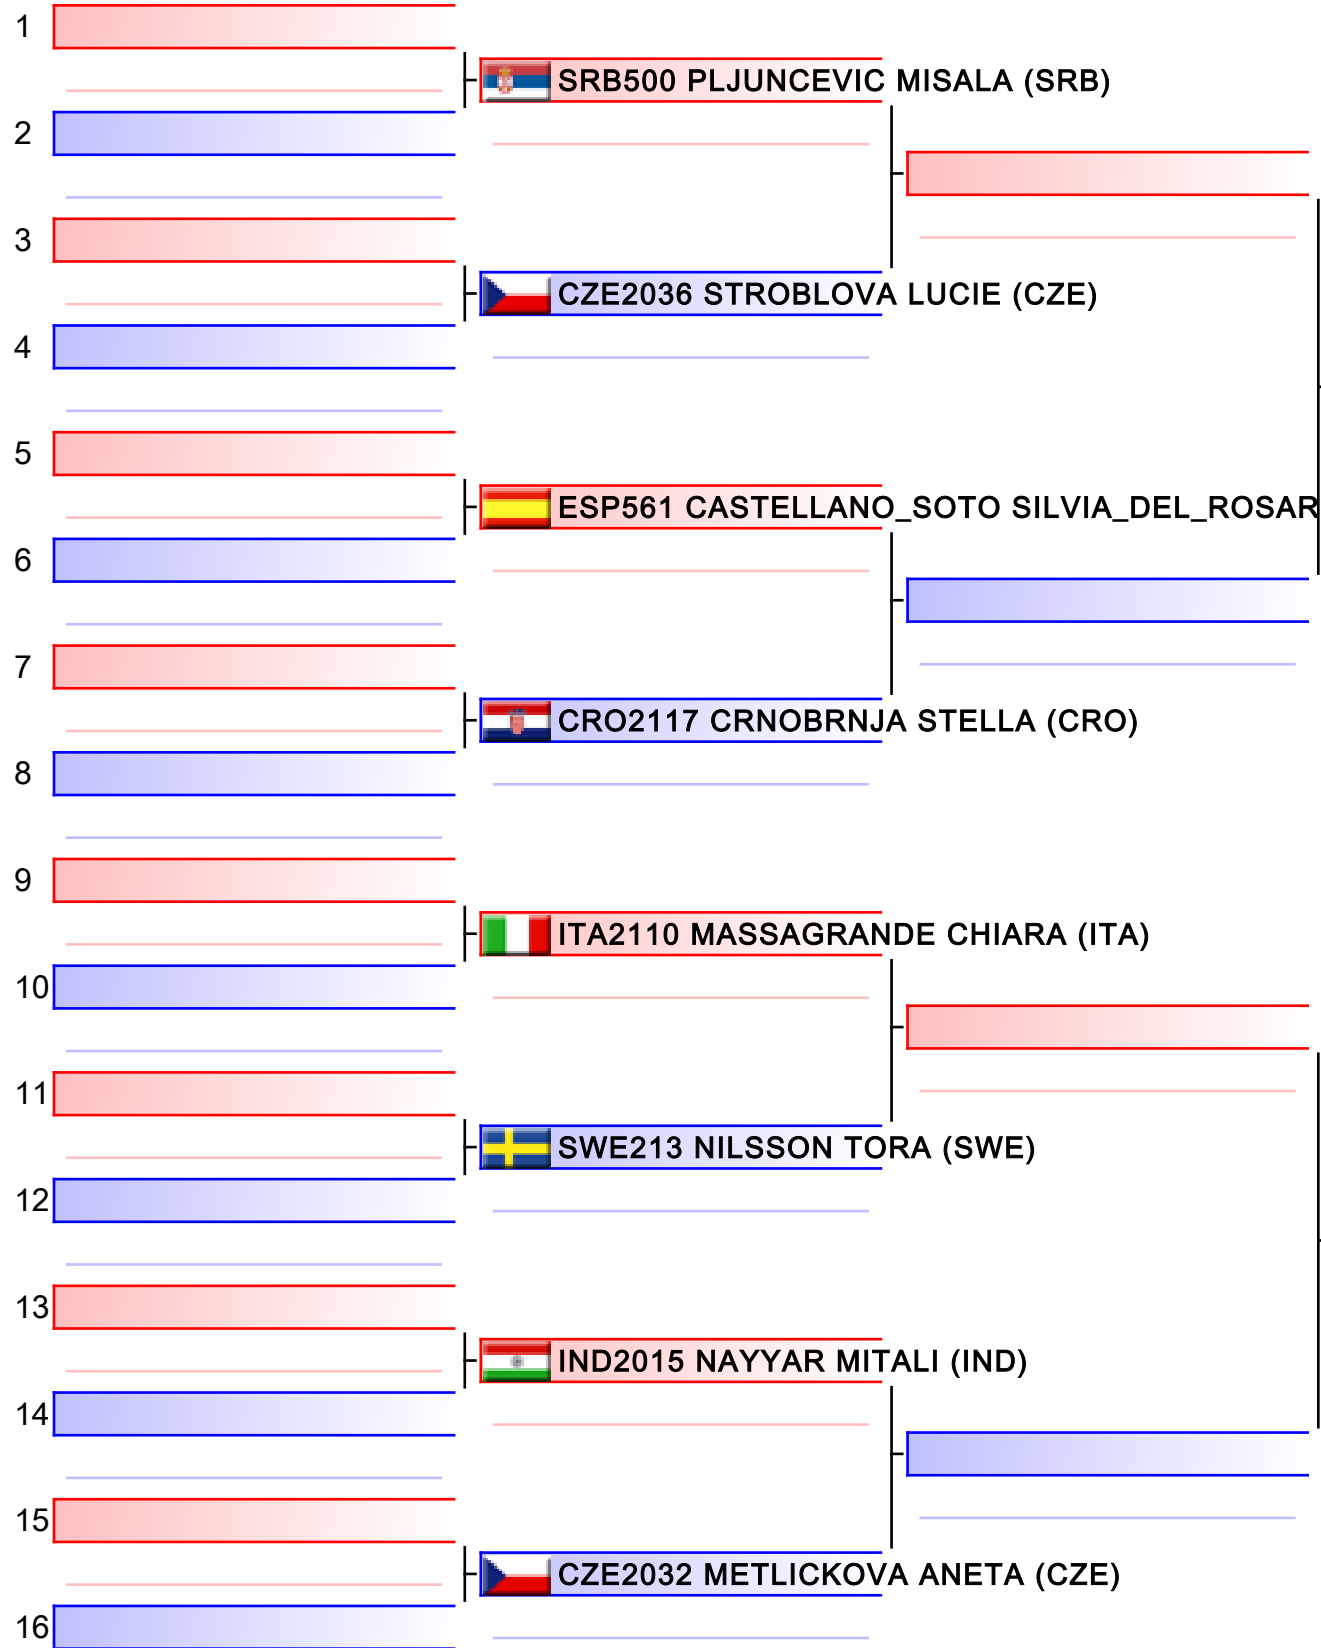 1
SRB500 PLJUNCEVIC MISALA (SRB)
2
3
CZE2036 STROBLOVA LUCIE (CZE)
4
5
ESP561 CASTELLANO_SOTO SILVIA_DEL_ROSAR
6
7
CRO2117 CRNOBRNJA STELLA (CRO)
8
9
ITA2110 MASSAGRANDE CHIARA (ITA)
10
11
SWE213 NILSSON TORA (SWE)
12
13
IND2015 NAYYAR MITALI (IND)
14
15
CZE2032 METLICKOVA ANETA (CZE)
16